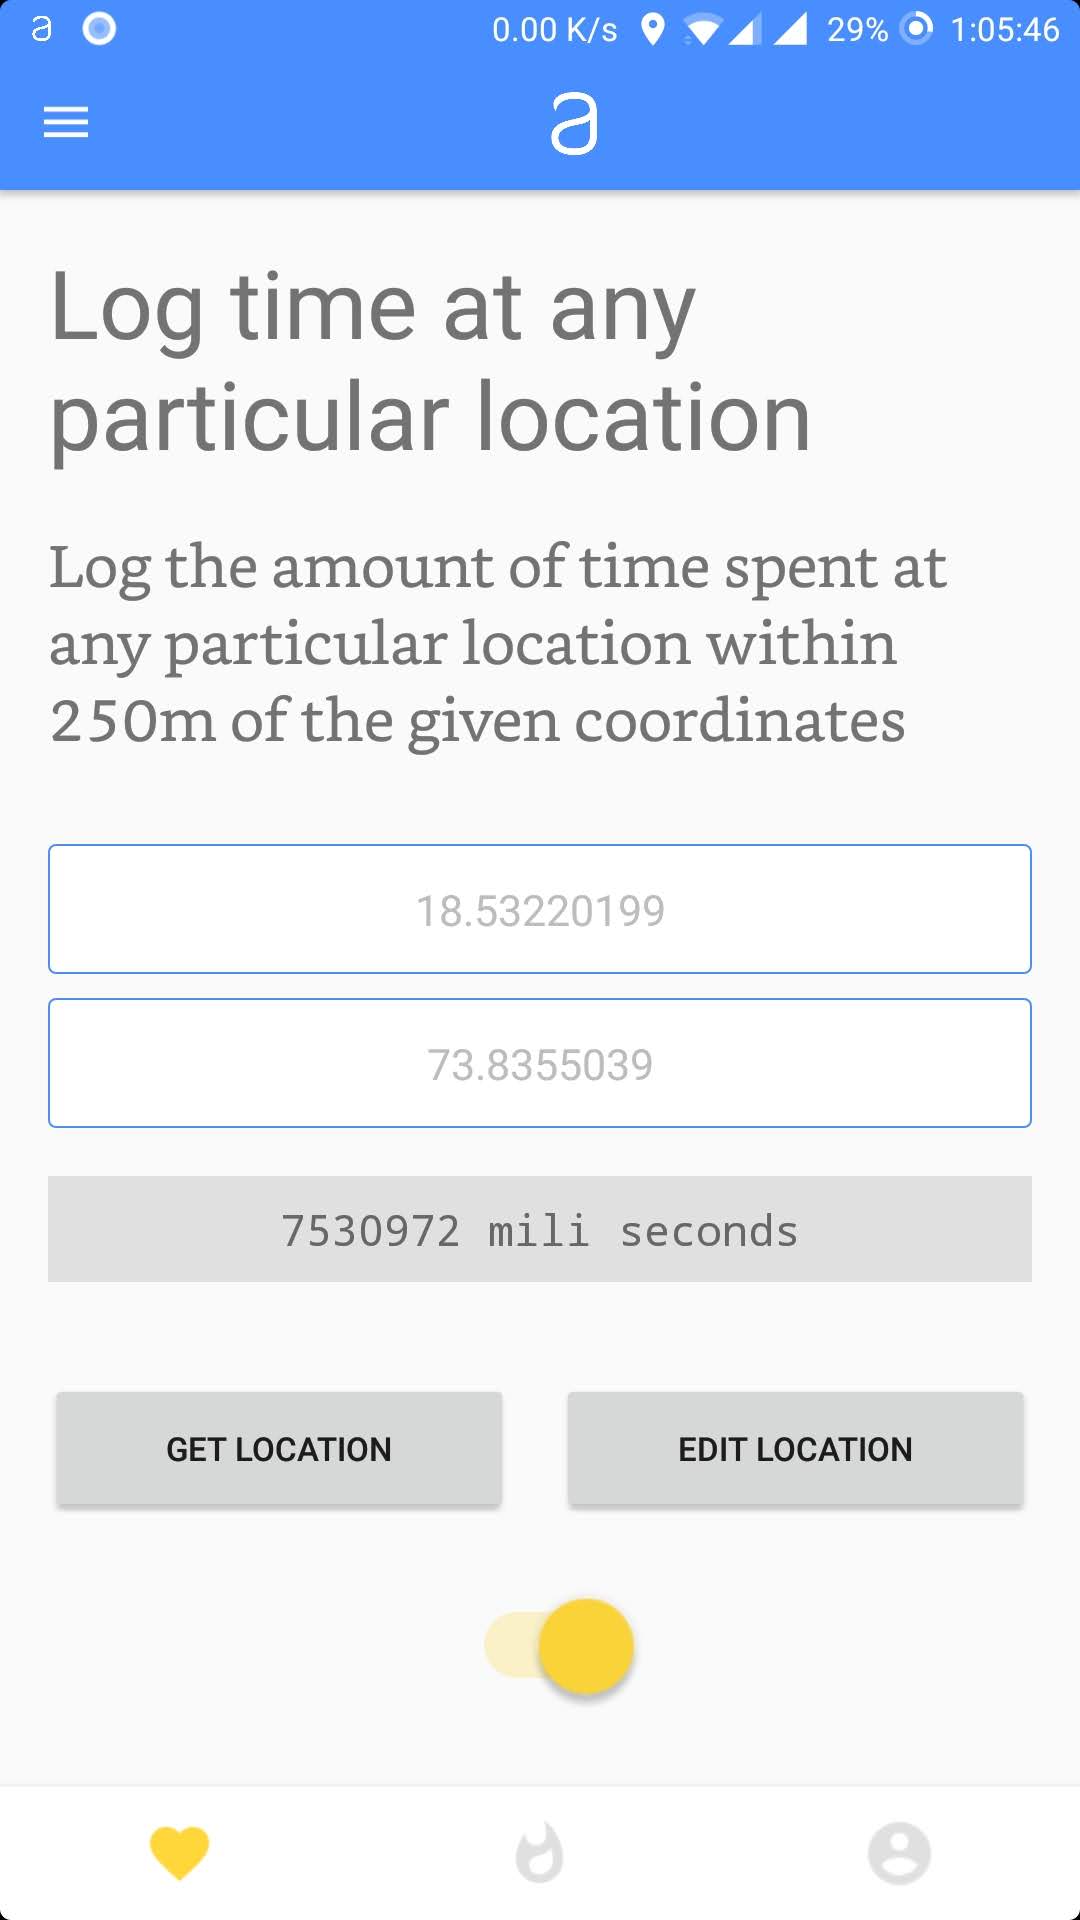 a
0.00 K/s 29% 1:05:46
a
Log time at any
particular location
Log the amount of time spent at
any particular location within
250m of the given coordinates
18.53220199
73.8355039
7530972 mili seconds
GET LOCATION EDIT LOCATION